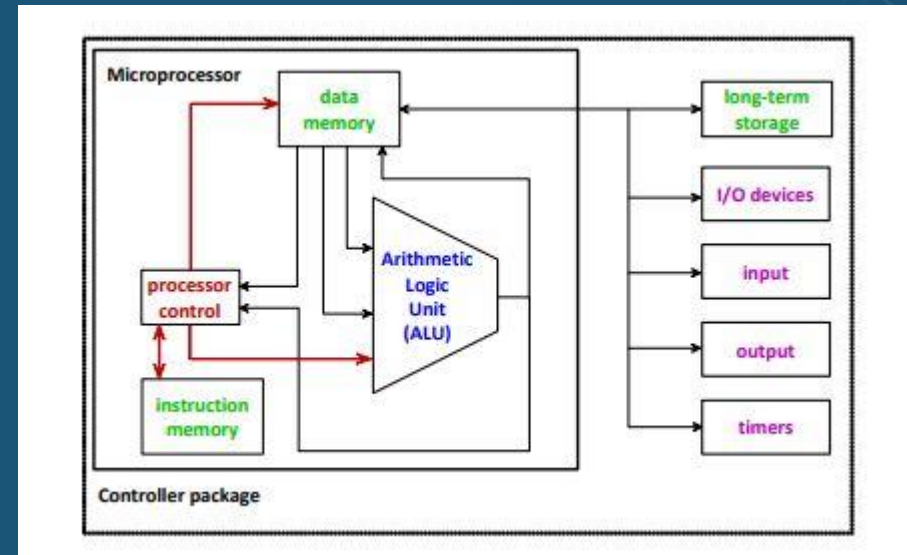 Microprocessor
data
memory
long-term
storage
I/O devices
Arithmetic
Logic
Unit
(ALU)
input
processor
control
output
instruction
memory
timers
Controller package